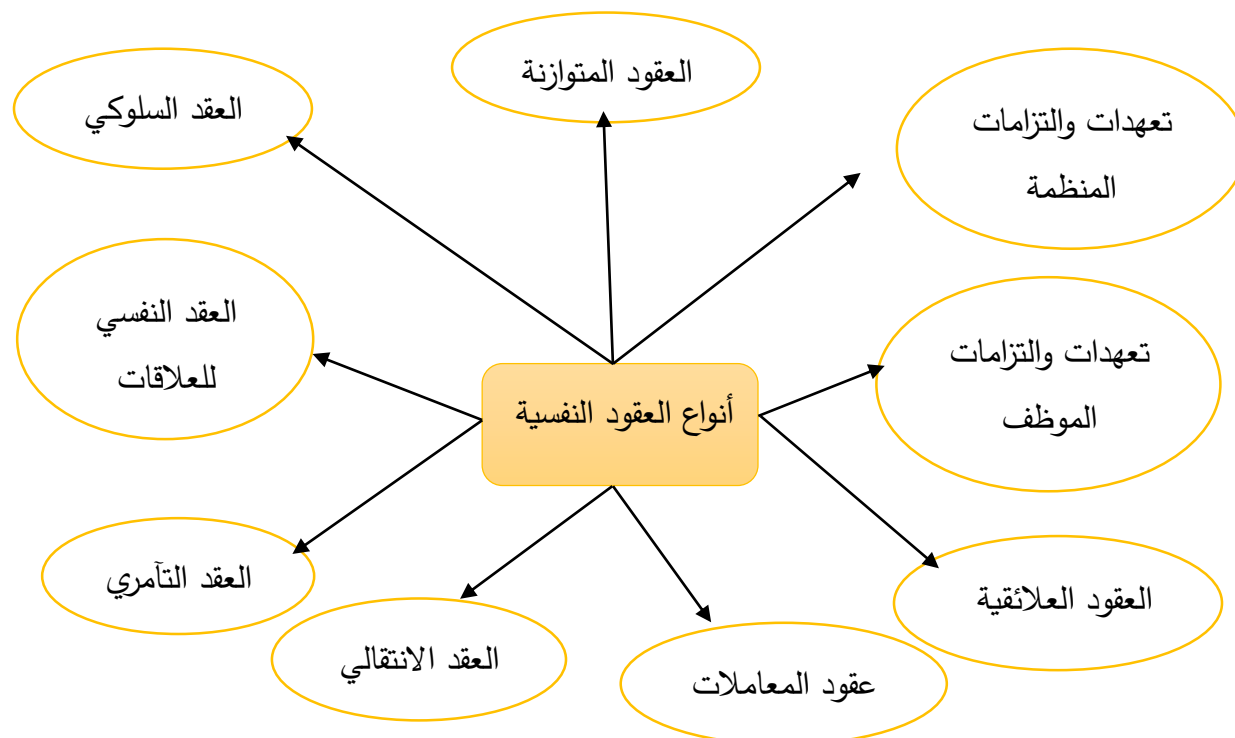 العقود المتوازنة
تعهدات والتزامات
المنظمة
العقد السلوكي
تعهدات والتزامات
الموظف
العقد النفسي
للعلاقات
أنواع العقود النفسية
العقود العلائقية
العقد التآمري
العقد الانتقالي
عقود المعاملات